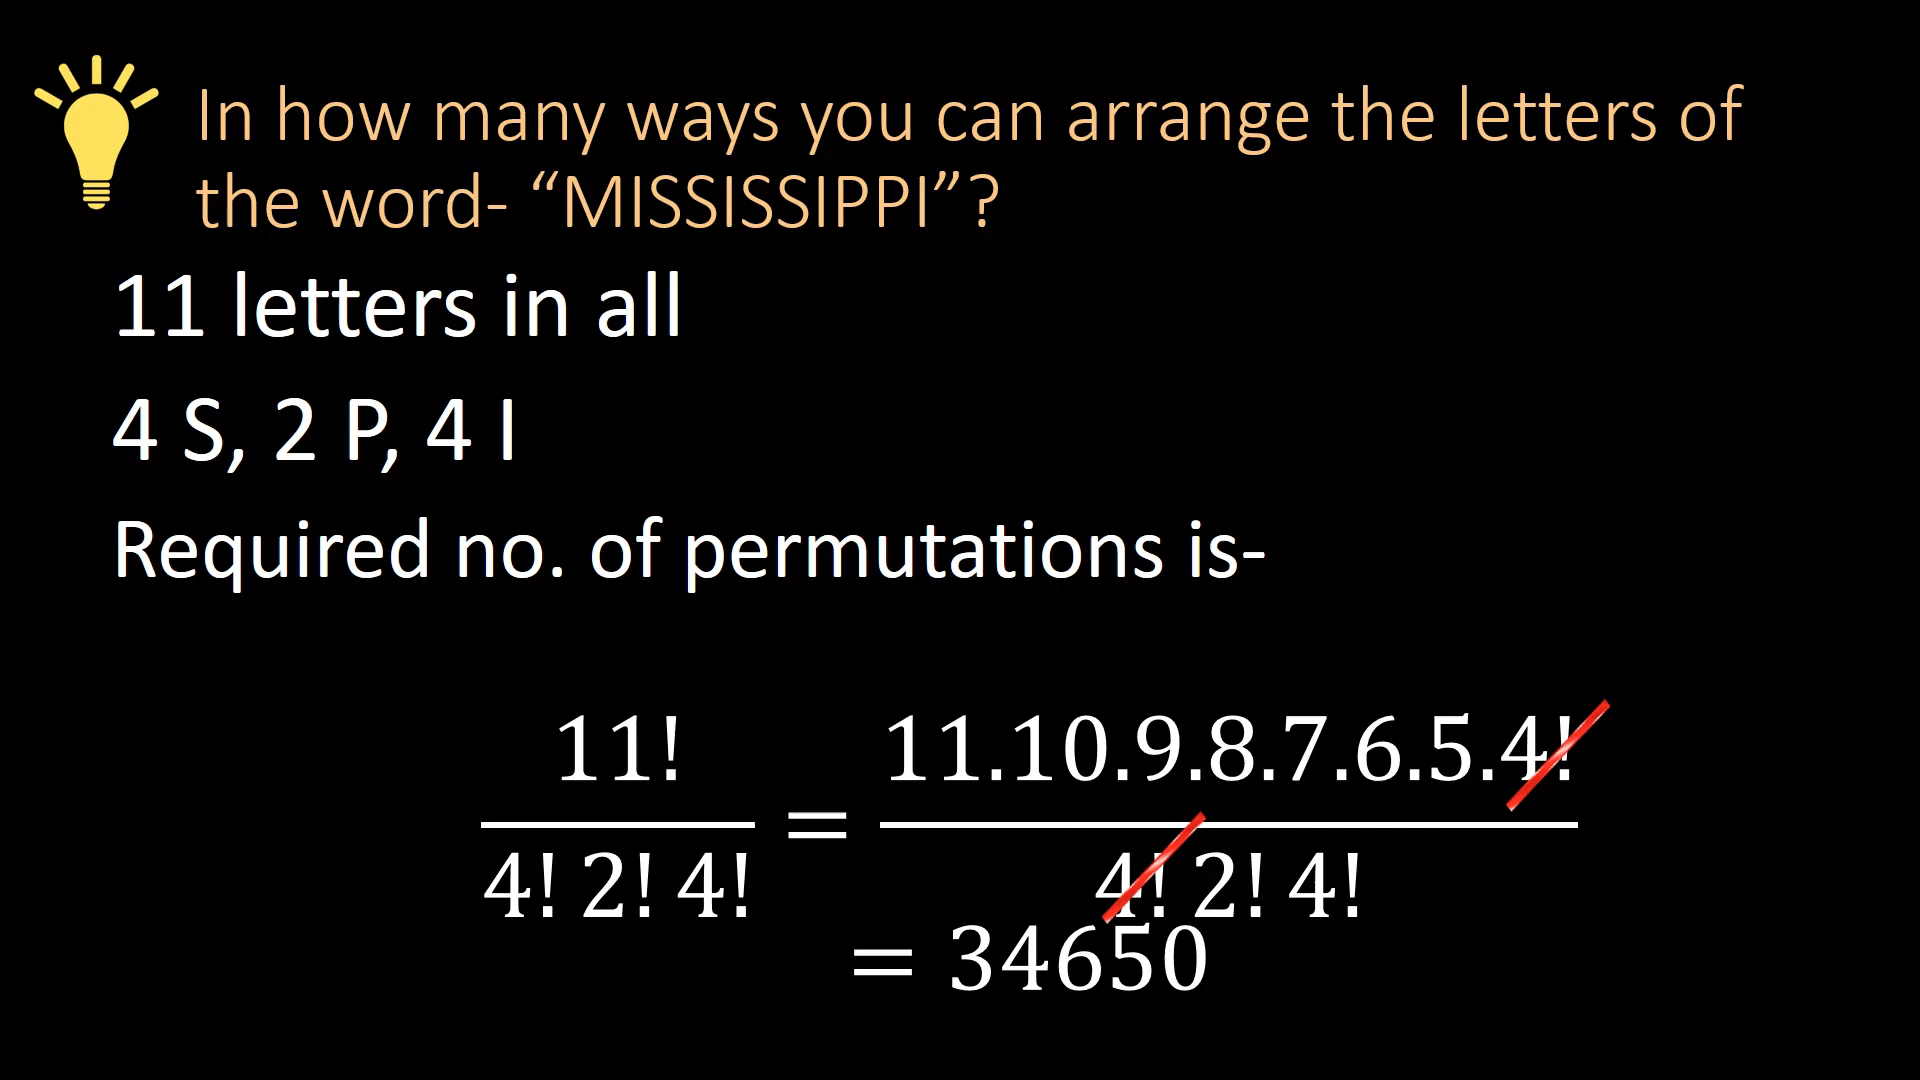 In how many ways you can arrange the letters of
the word- “MISSISSIPPI”?
11 letters in all
4 S, 2 P, 4 I
Required no. of permutations is-
11! / 4! 2! 4! = 11.10.9.8.7.6.5.4! / 4! 2! 4!
= 34650